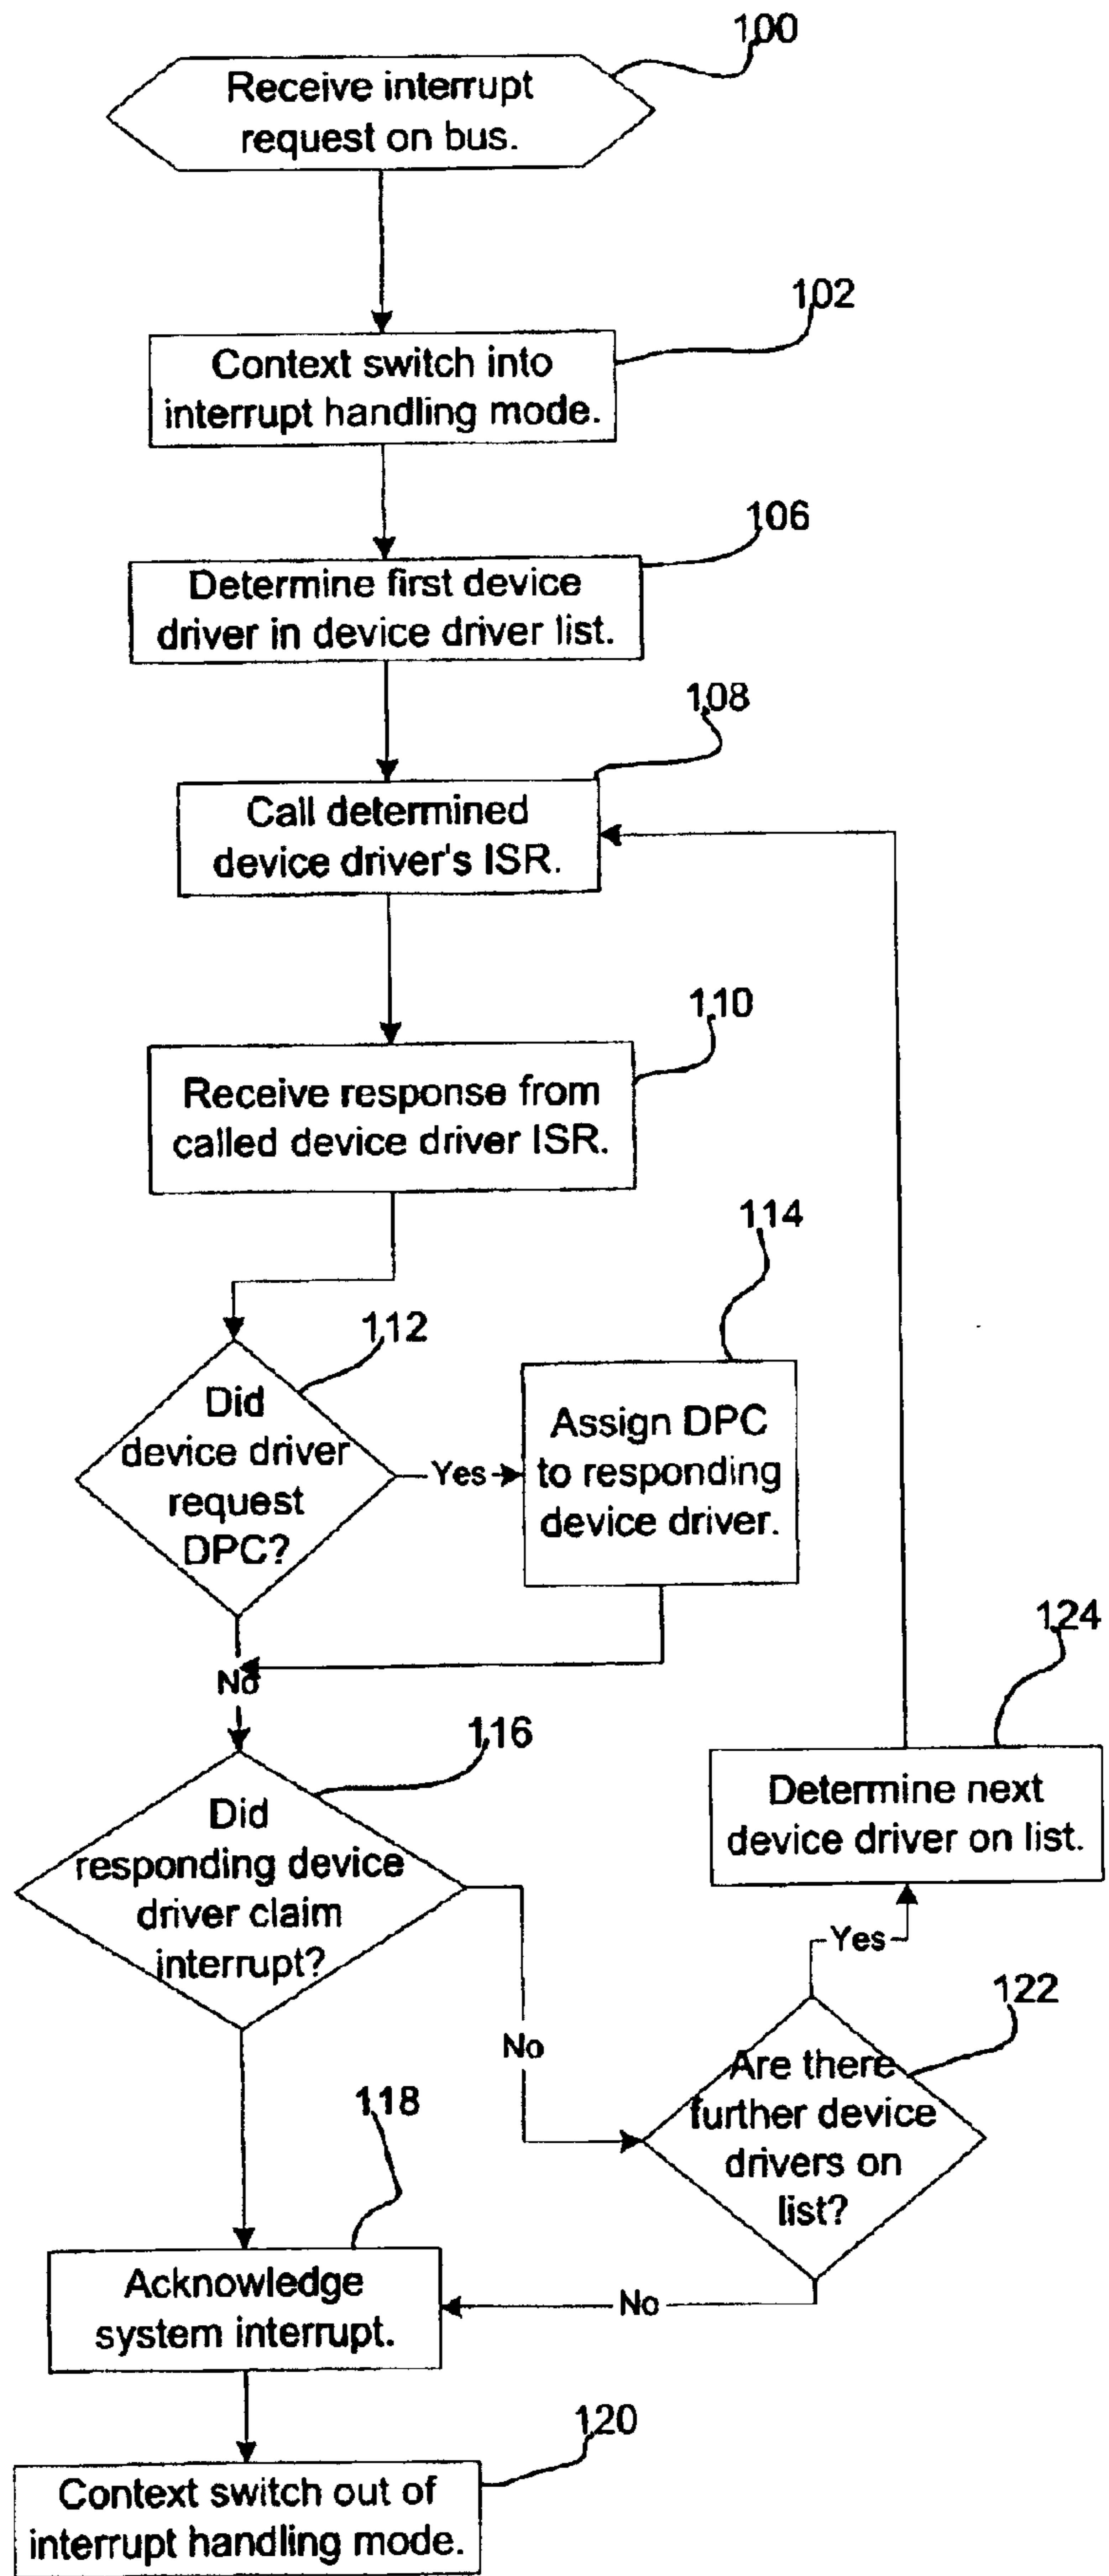 100
Receive interrupt
request on bus.
102
Context switch into
interrupt handling mode.
106
Determine first device
driver in device driver list.
108
Call determined
device driver's ISR.
110
Receive response from
called device driver ISR.
114
112
Did
device driver
request
DPC?
Yes
Assign DPC
to responding
device driver.
No
124
116
Determine next
device driver on list.
Did
responding device
driver claim
interrupt?
Yes
122
No
Are there
further device
drivers on
list?
118
Acknowledge
system interrupt.
No
120
Context switch out of
interrupt handling mode.